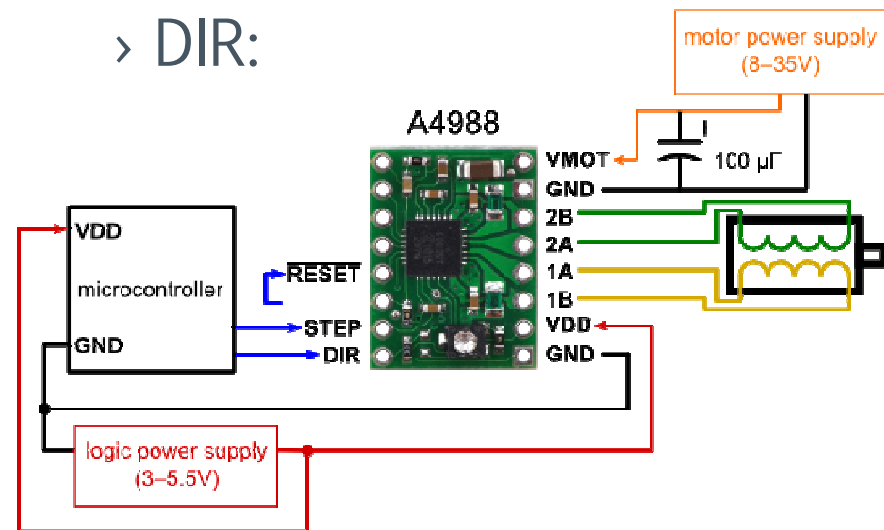 › DIR:
motor power supply
(8–35V)
A4988
VMOT
100 µF
GND
2B
VDD
2A
RESET
1A
microcontroller
1B
STEP
VDD
GND
DIR
GND
logic power supply
(3–5.5V)